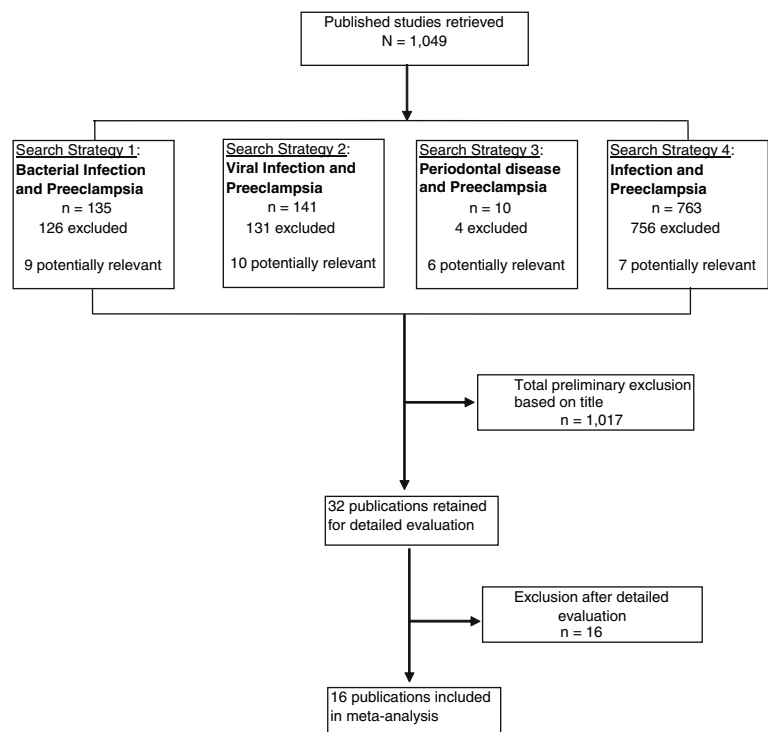 Published studies retrieved
N = 1,049
Search Strategy 1:
Bacterial Infection
and Preeclampsia
n = 135
126 excluded
9 potentially relevant
Search Strategy 2:
Viral Infection and
Preeclampsia
n = 141
131 excluded
10 potentially relevant
Search Strategy 3:
Periodontal disease
and Preeclampsia
n = 10
4 excluded
6 potentially relevant
Search Strategy 4:
Infection and
Preeclampsia
n = 763
756 excluded
7 potentially relevant
Total preliminary exclusion
based on title
n = 1,017
32 publications retained
for detailed evaluation
Exclusion after detailed
evaluation
n = 16
16 publications included
in meta-analysis